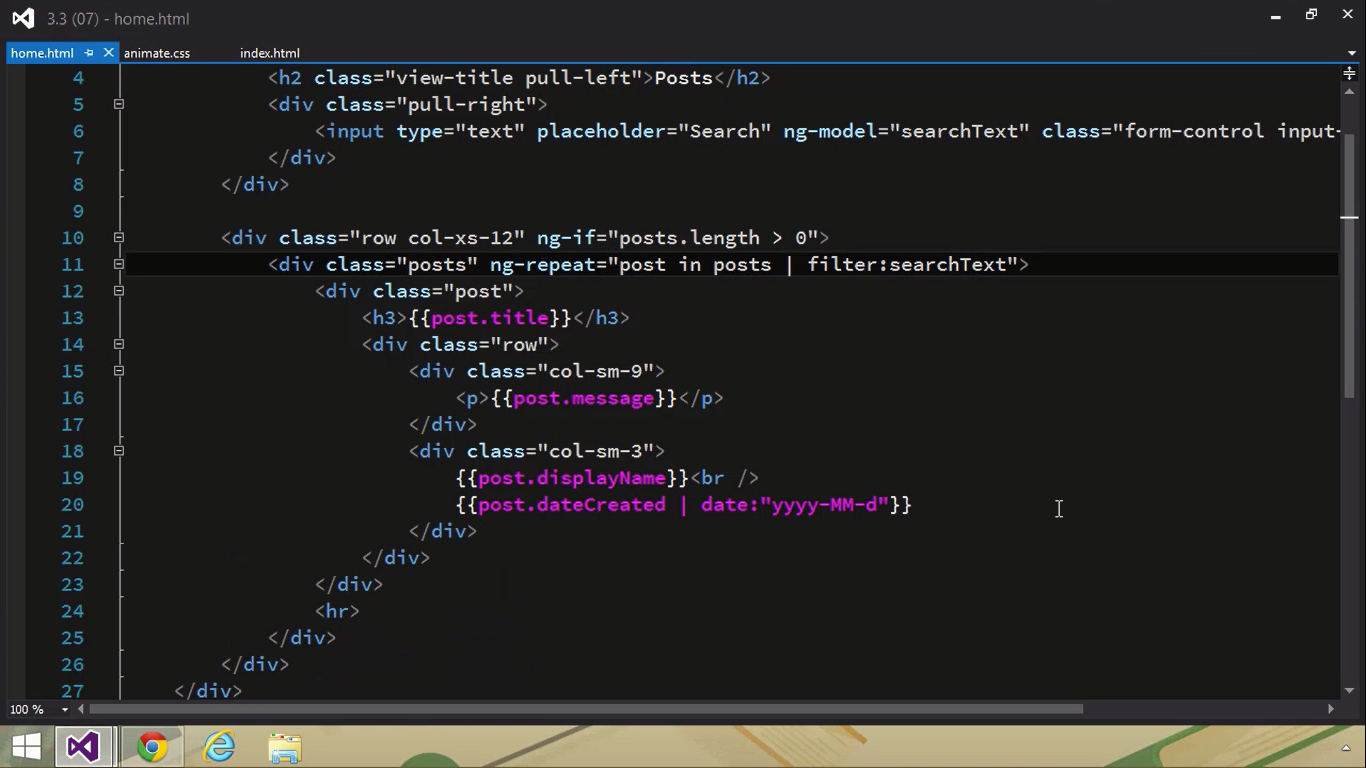 3.3 (07) - home.html
home.html animate.css index.html
4 <h2 class="view-title pull-left">Posts</h2>
5 <div class="pull-right">
6 <input type="text" placeholder="Search" ng-model="searchText" class="form-control input-
7 </div>
8 </div>
9
10 <div class="row col-xs-12" ng-if="posts.length > 0">
11 <div class="posts" ng-repeat="post in posts | filter:searchText">
12 <div class="post">
13 <h3>{{post.title}}</h3>
14 <div class="row">
15 <div class="col-sm-9">
16 <p>{{post.message}}</p>
17 </div>
18 <div class="col-sm-3">
19 {{post.displayName}}<br />
20 {{post.dateCreated | date:"yyyy-MM-d"}}
21 </div>
22 </div>
23 </div>
24 <hr>
25 </div>
26 </div>
27 </div>
100 %